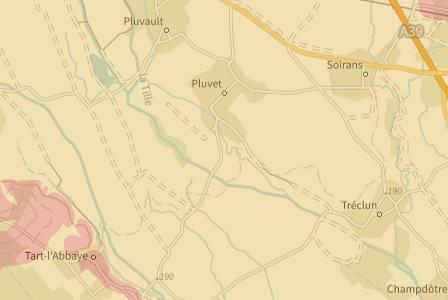 Pluvault
A39
Soirans
Pluvet
la Tille
.190
Tréclun
Tart-l'Abbaye
.190
Champdôtre